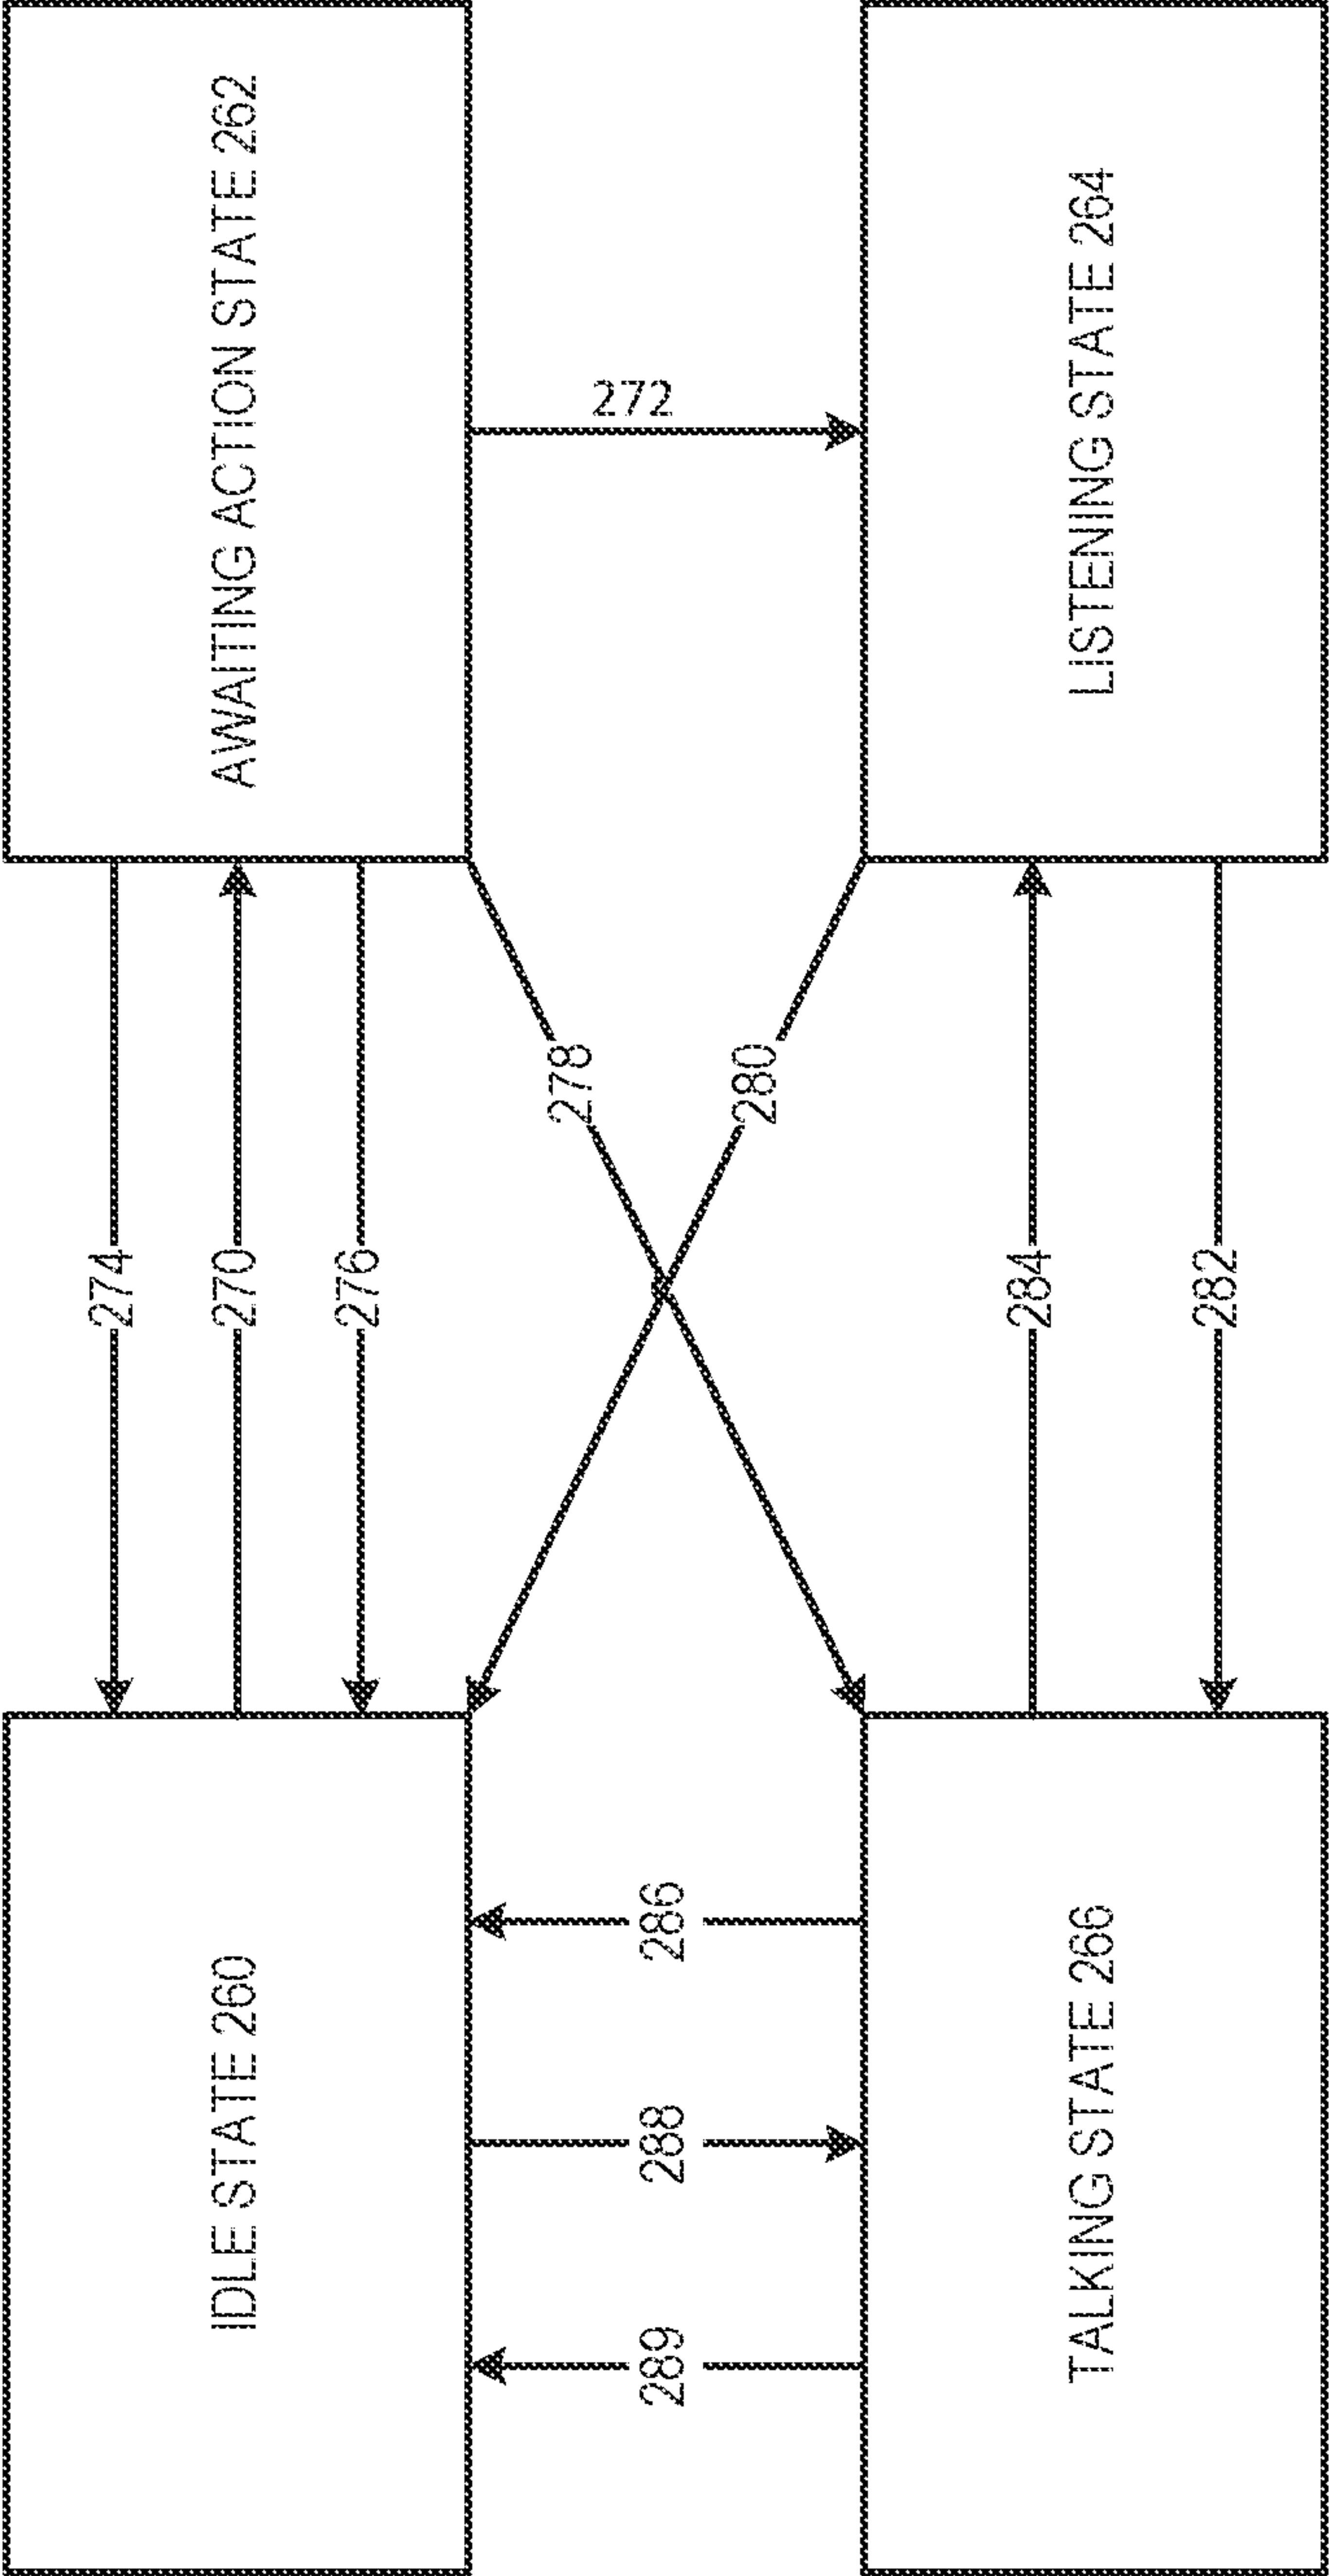 IDLE STATE 260
274
270
276
AWAITING ACTION STATE 262
289
288
286
278
280
272
TALKING STATE 266
284
282
LISTENING STATE 264